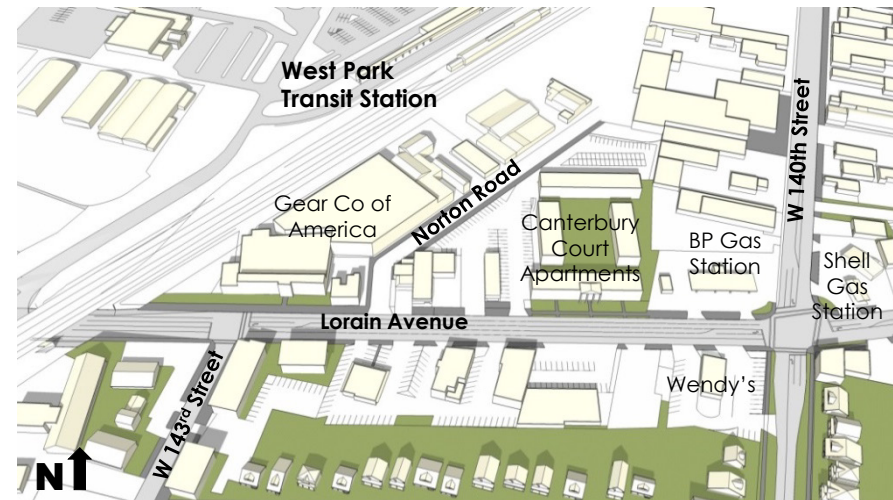 West Park
Transit Station
W 140th Street
Gear Co of
America
Norton Road
Canterbury
Court
Apartments
BP Gas
Station
Shell
Gas
Station
Lorain Avenue
W 143rd Street
Wendy's
N